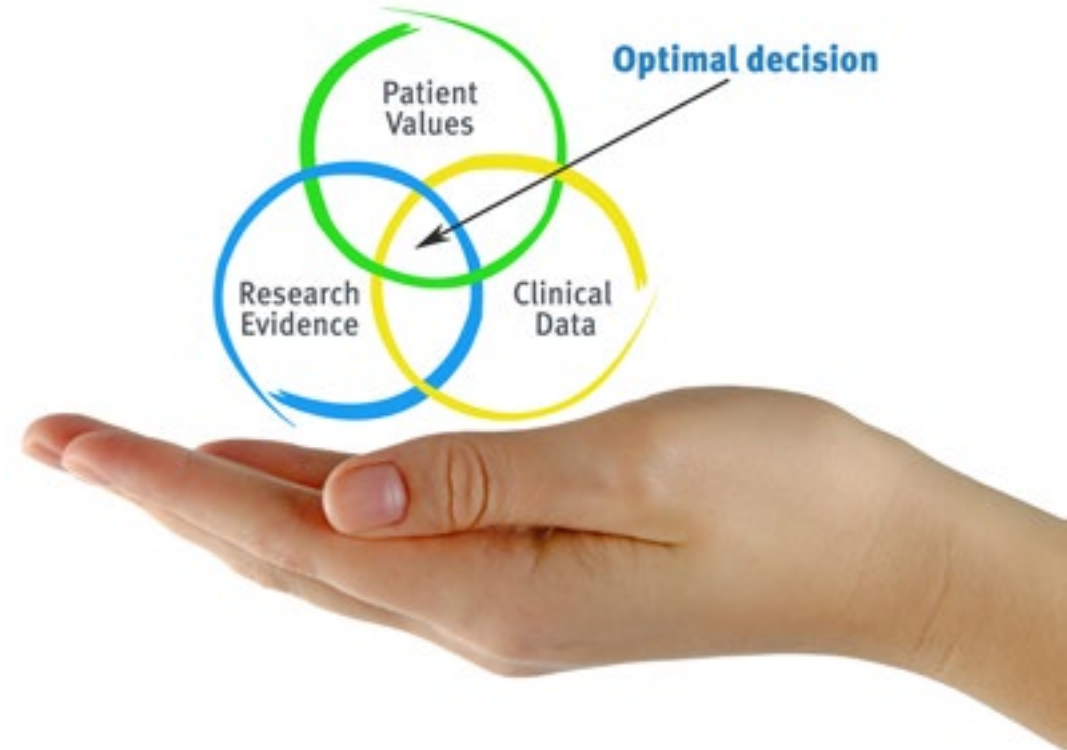 Optimal decision
Patient
Values
Research
Evidence
Clinical
Data